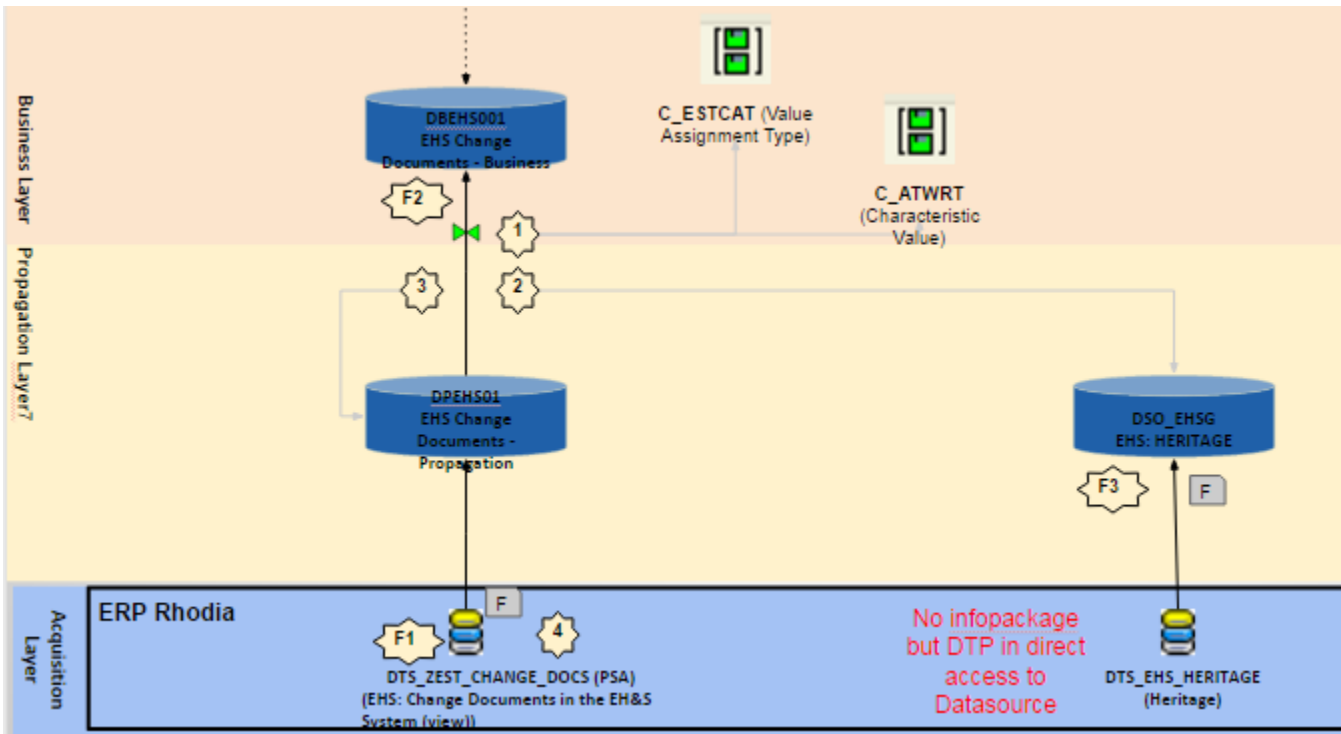 Business Layer
DBEHS001
EHS Change
Documents - Business
C_ESTCAT (Value
Assignment Type)
C_ATWRT
(Characteristic
Value)
F2
1
Propagation Layer7
3
2
DPEHS01
EHS Change
Documents -
Propagation
DSO_EHSG
EHS: HERITAGE
F3
F
Acquisition
Layer
ERP Rhodia
F
F1
4
DTS_ZEST_CHANGE_DOCS (PSA)
(EHS: Change Documents in the EH&S
System (view))
No infopackage
but DTP in direct
access to
Datasource
DTS_EHS_HERITAGE
(Heritage)